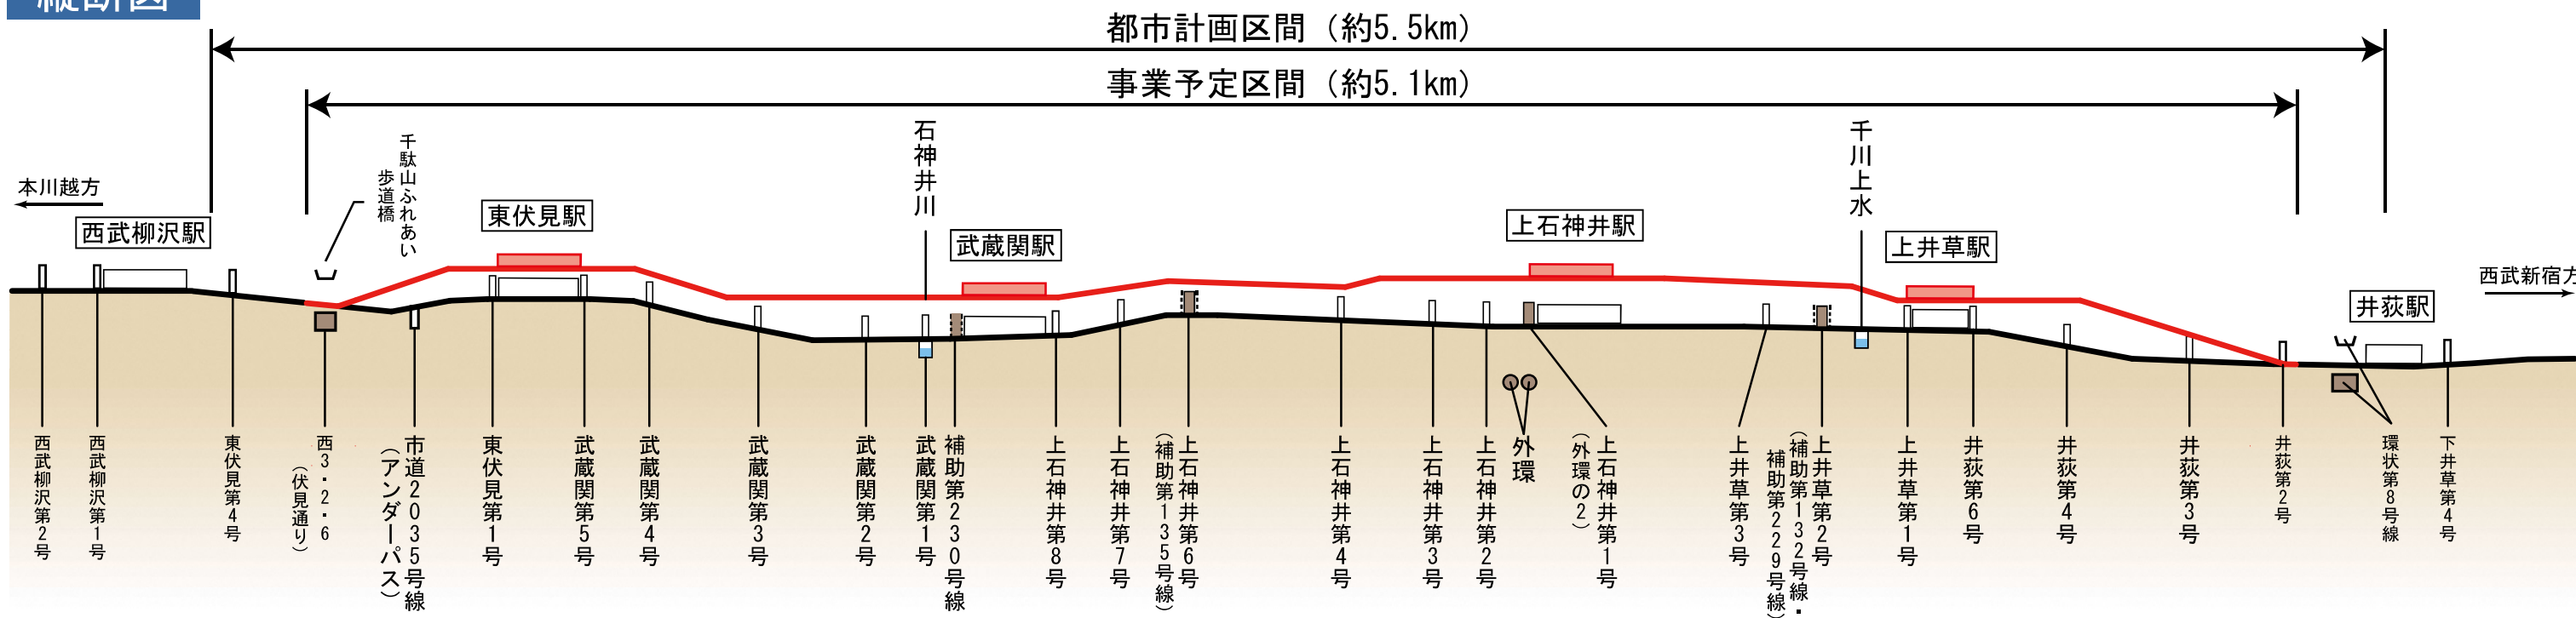 縦断図
都市計画区間（約5.5km）
事業予定区間（約5.1km）
本川越方
西武柳沢駅
千駄山ふれあい
歩道橋
東伏見駅
石神井川
武蔵関駅
上石神井駅
千川上水
上井草駅
西武新宿方
井荻駅
西武柳沢第2号
西武柳沢第1号
東伏見第4号
西3・2・6
（伏見通り）
市道2035号線
（アンダーパス）
東伏見第1号
武蔵関第5号
武蔵関第4号
武蔵関第3号
武蔵関第2号
武蔵関第1号
補助第230号線
上石神井第8号
上石神井第7号
上石神井第6号
（補助第135号線）
上石神井第4号
上石神井第3号
上石神井第2号
外環
上石神井第1号
（外環の2）
上井草第3号
上井草第2号
（補助第132号線・
補助第229号線）
上井草第1号
井荻第6号
井荻第4号
井荻第3号
井荻第2号
環状第8号線
下井草第4号